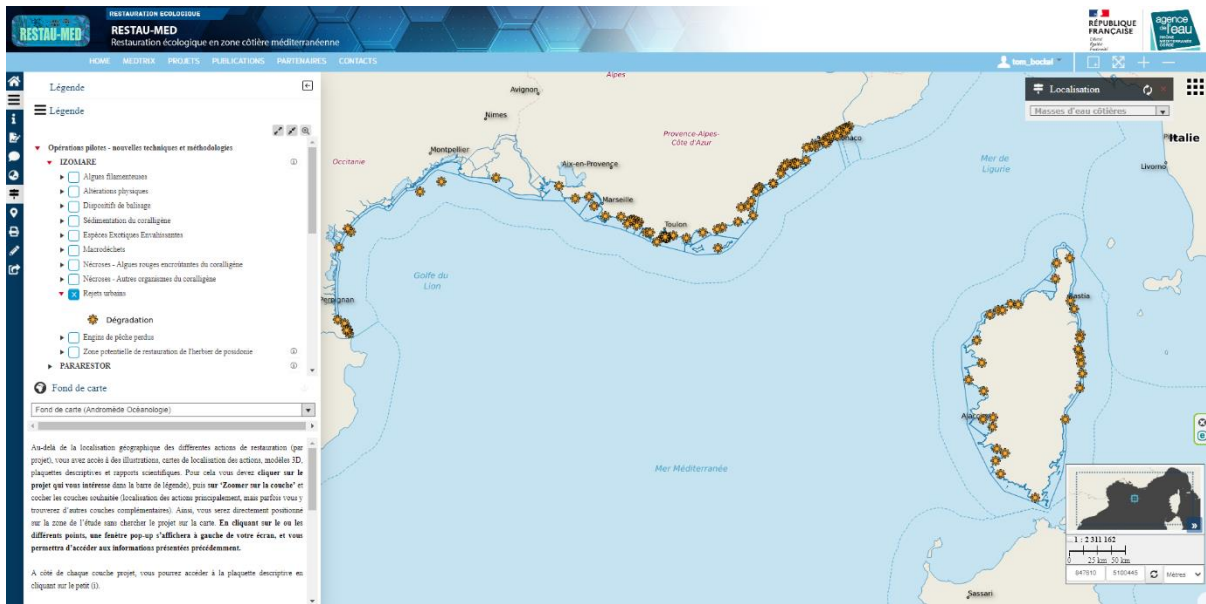 RESTAURATION ECOLOGIQUE
RESTAU-MED
RESTAU-MED
Restauration écologique en zone côtière méditerranéenne
RÉPUBLIQUE
FRANÇAISE
Liberté
Égalité
Fraternité
agence
de l'eau
HOME MEDTRIX PROJETS PUBLICATIONS PARTENAIRES CONTACTS
tom_bockel
Légende
Légende
Opérations pilotes - nouvelles techniques et méthodologies
IZOMARE
Algues filamenteuses
Altérations physiques
Dispositifs de balisage
Sédimentation du coralligène
Espèces Exotiques Envahissantes
Macrodéchets
Nécroses - Algues rouges encroûtantes du coralligène
Nécroses - Autres organismes du coralligène
Rejets urbains
Dégradation
Engins de pêche perdus
Zone potentielle de restauration de l'herbier de posidonie
PARARESTOR
Fond de carte
Fond de carte (Andromède Océanologie)
Au-delà de la localisation géographique des différentes actions de restauration (par
projet), vous avez accès à des illustrations, cartes de localisation des actions, modèles 3D,
plaquettes descriptives et rapports scientifiques. Pour cela vous devez cliquer sur le
projet qui vous intéresse dans la barre de légende), puis sur 'Zoomer sur la couche' et
cocher les couches souhaitée (localisation des actions principalement, mais parfois vous y
trouverez d'autres couches complémentaires). Ainsi, vous serez directement positionné
sur la zone de l'étude sans chercher le projet sur la carte. En cliquant sur le ou les
différents points, une fenêtre pop-up s'affichera à gauche de votre écran, et vous
permettra d'accéder aux informations présentées précédemment.
A côté de chaque couche projet, vous pourrez accéder à la plaquette descriptive en
cliquant sur le petit (i).
Alpes
Avignon
Nîmes
Provence-Alpes-
Côte d'Azur
Montpellier
Occitanie
Aix-en-Provence
Marseille
Toulon
Golfe du
Lion
Perpignan
Mer de
Ligurie
Livorno
Italie
Bastia
Ajaccio
Mer Méditerranée
Sassari
Localisation
Masses d'eau côtières
1 : 2 311 162
0 25 km 50 km
847810 5100445 Mètres